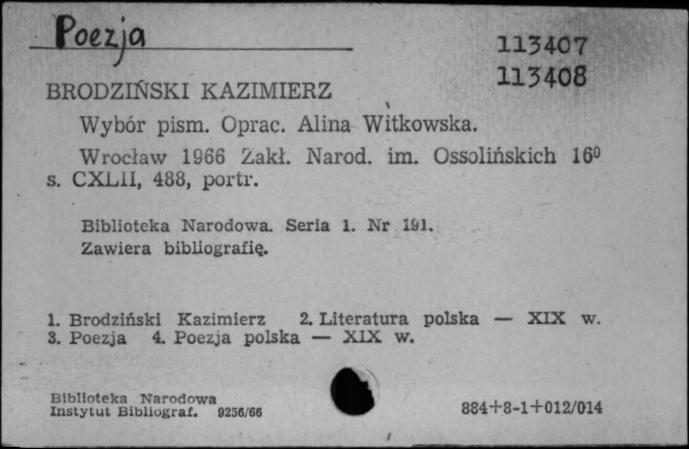 Poezja
113407
113408
BRODZIŃSKI KAZIMIERZ
Wybór pism. Oprac. Alina Witkowska.
Wrocław 1966 Zakł. Narod. im. Ossolińskich 16⁰
s. CXLII, 488, portr.
Biblioteka Narodowa. Seria 1. Nr 191.
Zawiera bibliografię.
1. Brodziński Kazimierz 2. Literatura polska — XIX w.
3. Poezja 4. Poezja polska — XIX w.
Biblioteka Narodowa
Instytut Bibliograf. 9256/66
884+8-1+012/014